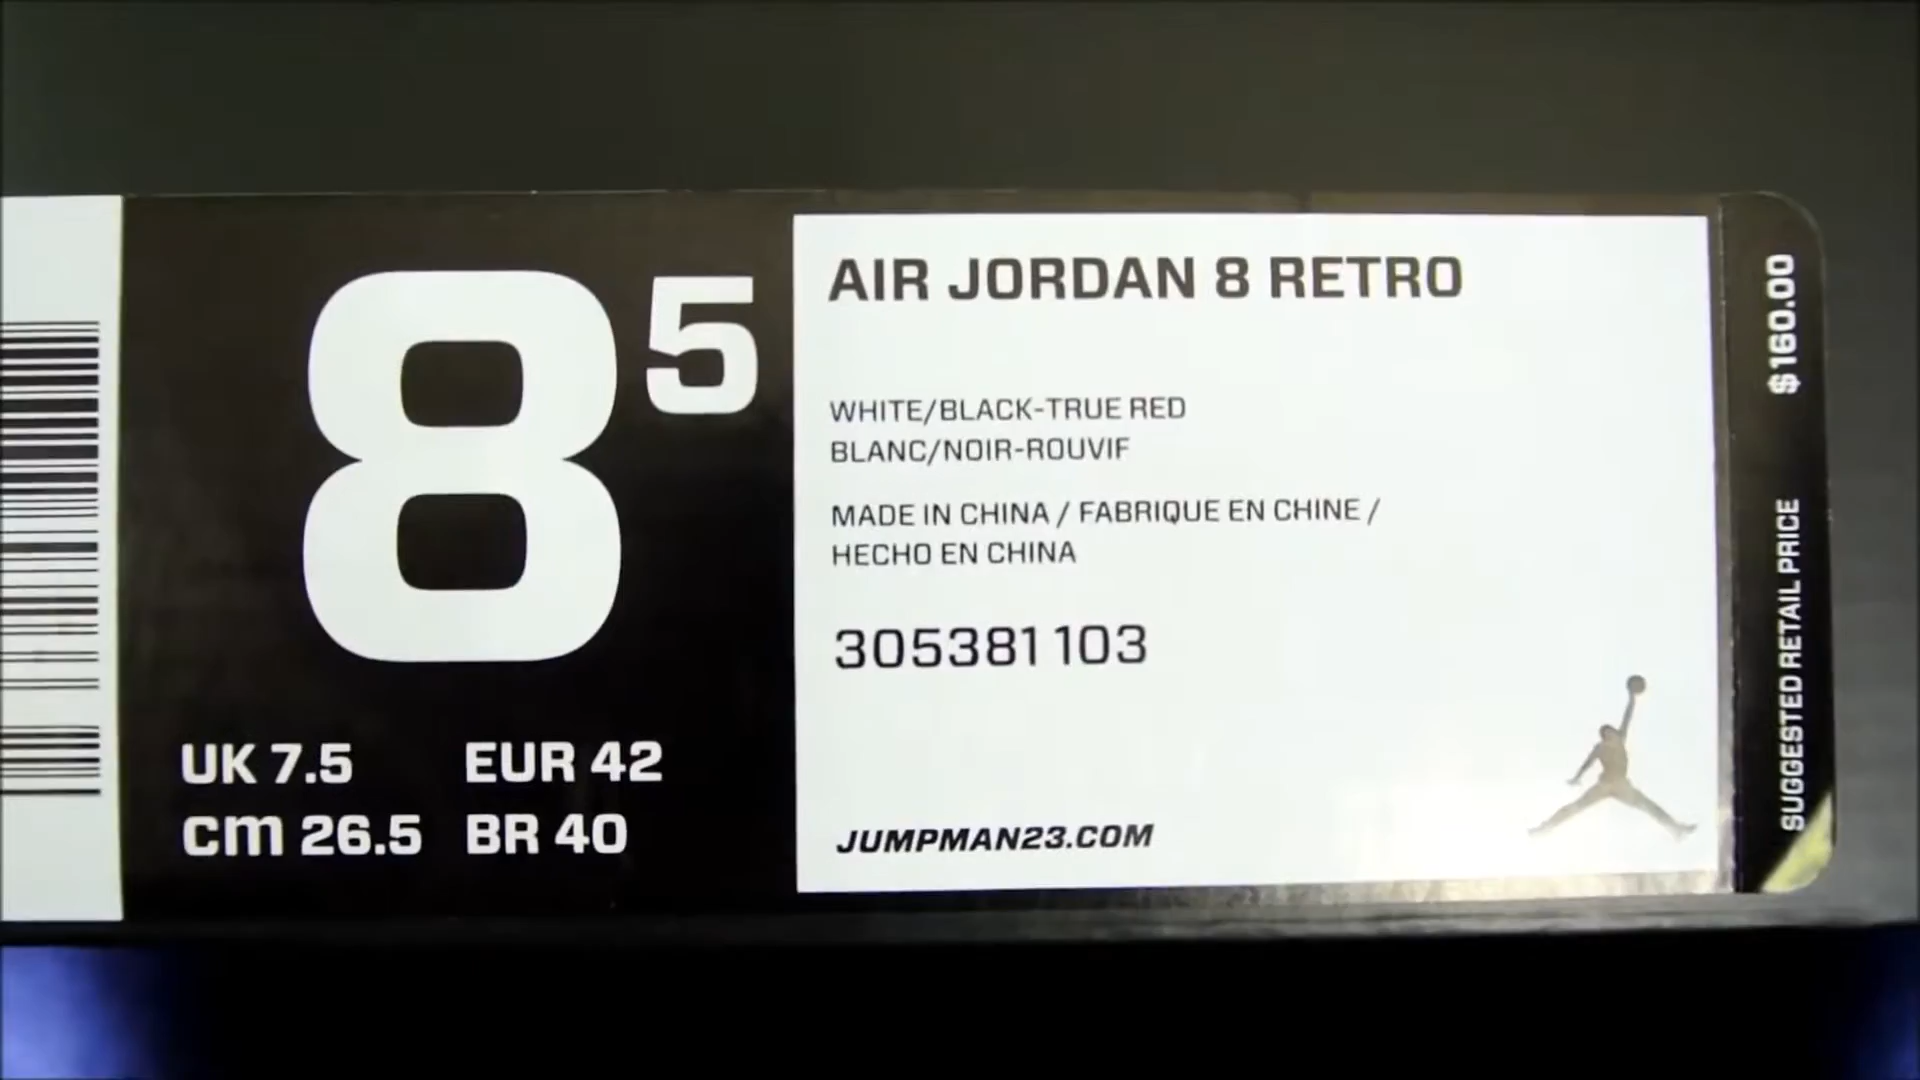 8 5
UK 7.5 EUR 42
cm 26.5 BR 40
AIR JORDAN 8 RETRO
WHITE/BLACK-TRUE RED
BLANC/NOIR-ROUVIF
MADE IN CHINA / FABRIQUE EN CHINE /
HECHO EN CHINA
305381 103
JUMPMAN23.COM
SUGGESTED RETAIL PRICE $160.00